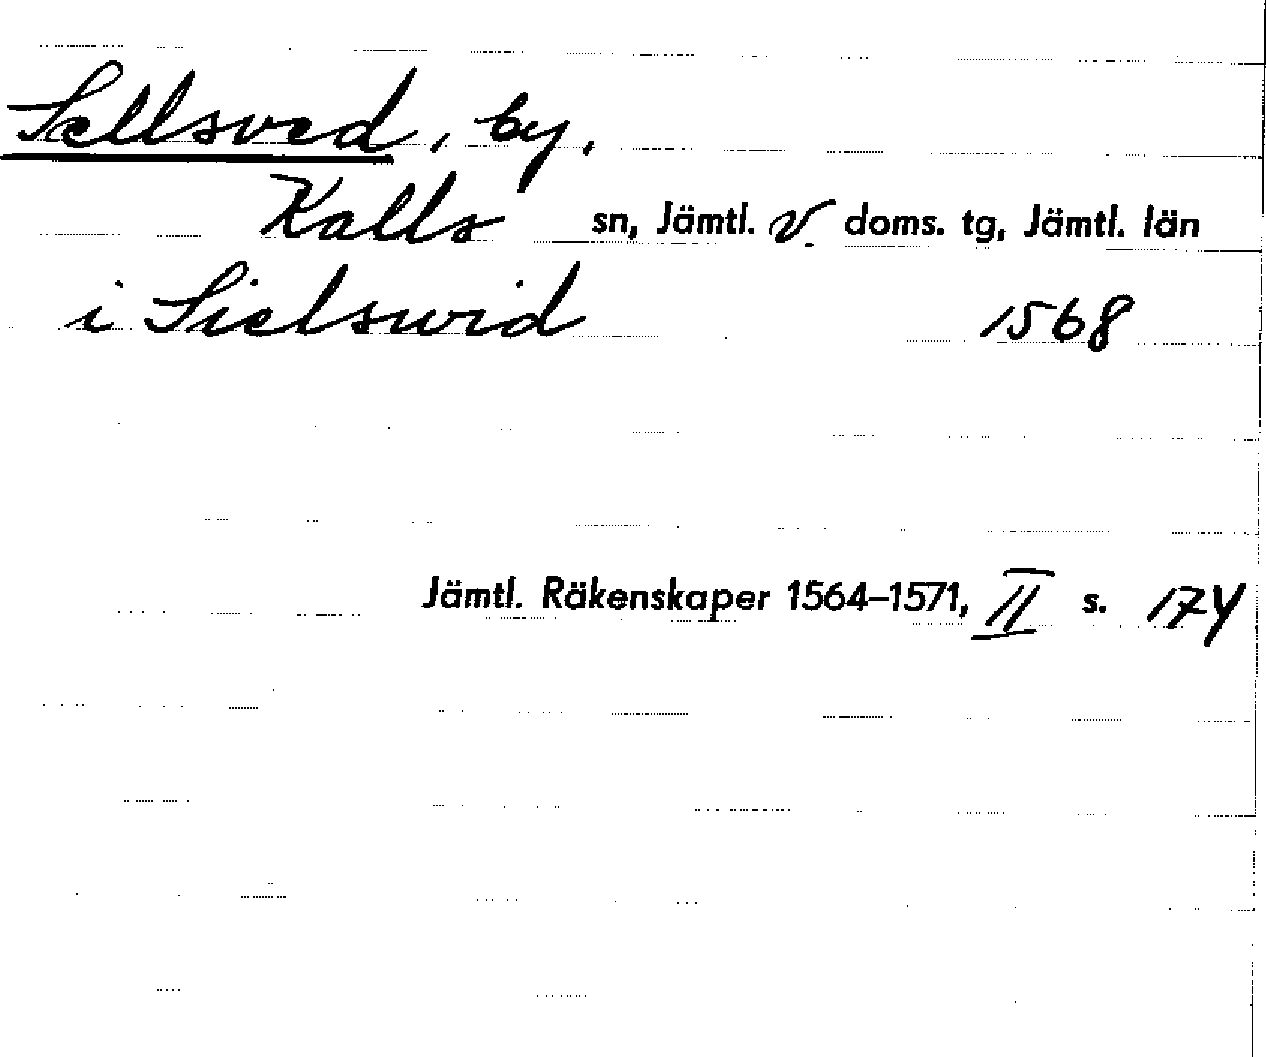 Sellsved, by,
Kalls sn, Jämtl. v. doms. tg, Jämtl. län
i Sielswid 1568
Jämtl. Räkenskaper 1564–1571, II s. 174